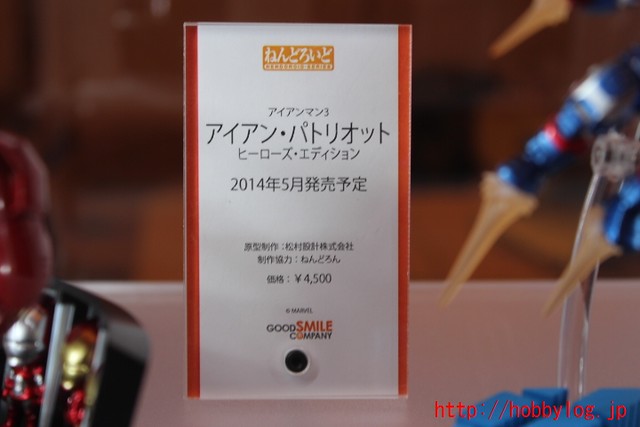 ねんどろいど
NENDOROID SERIES
アイアンマン3
アイアン・パトリオット
ヒーローズ・エディション
2014年5月発売予定
原型制作：松村設計株式会社
制作協力：ねんどろん
価格：￥4,500
© MARVEL
GOOD SMILE
COMPANY
http://hobbylog.jp